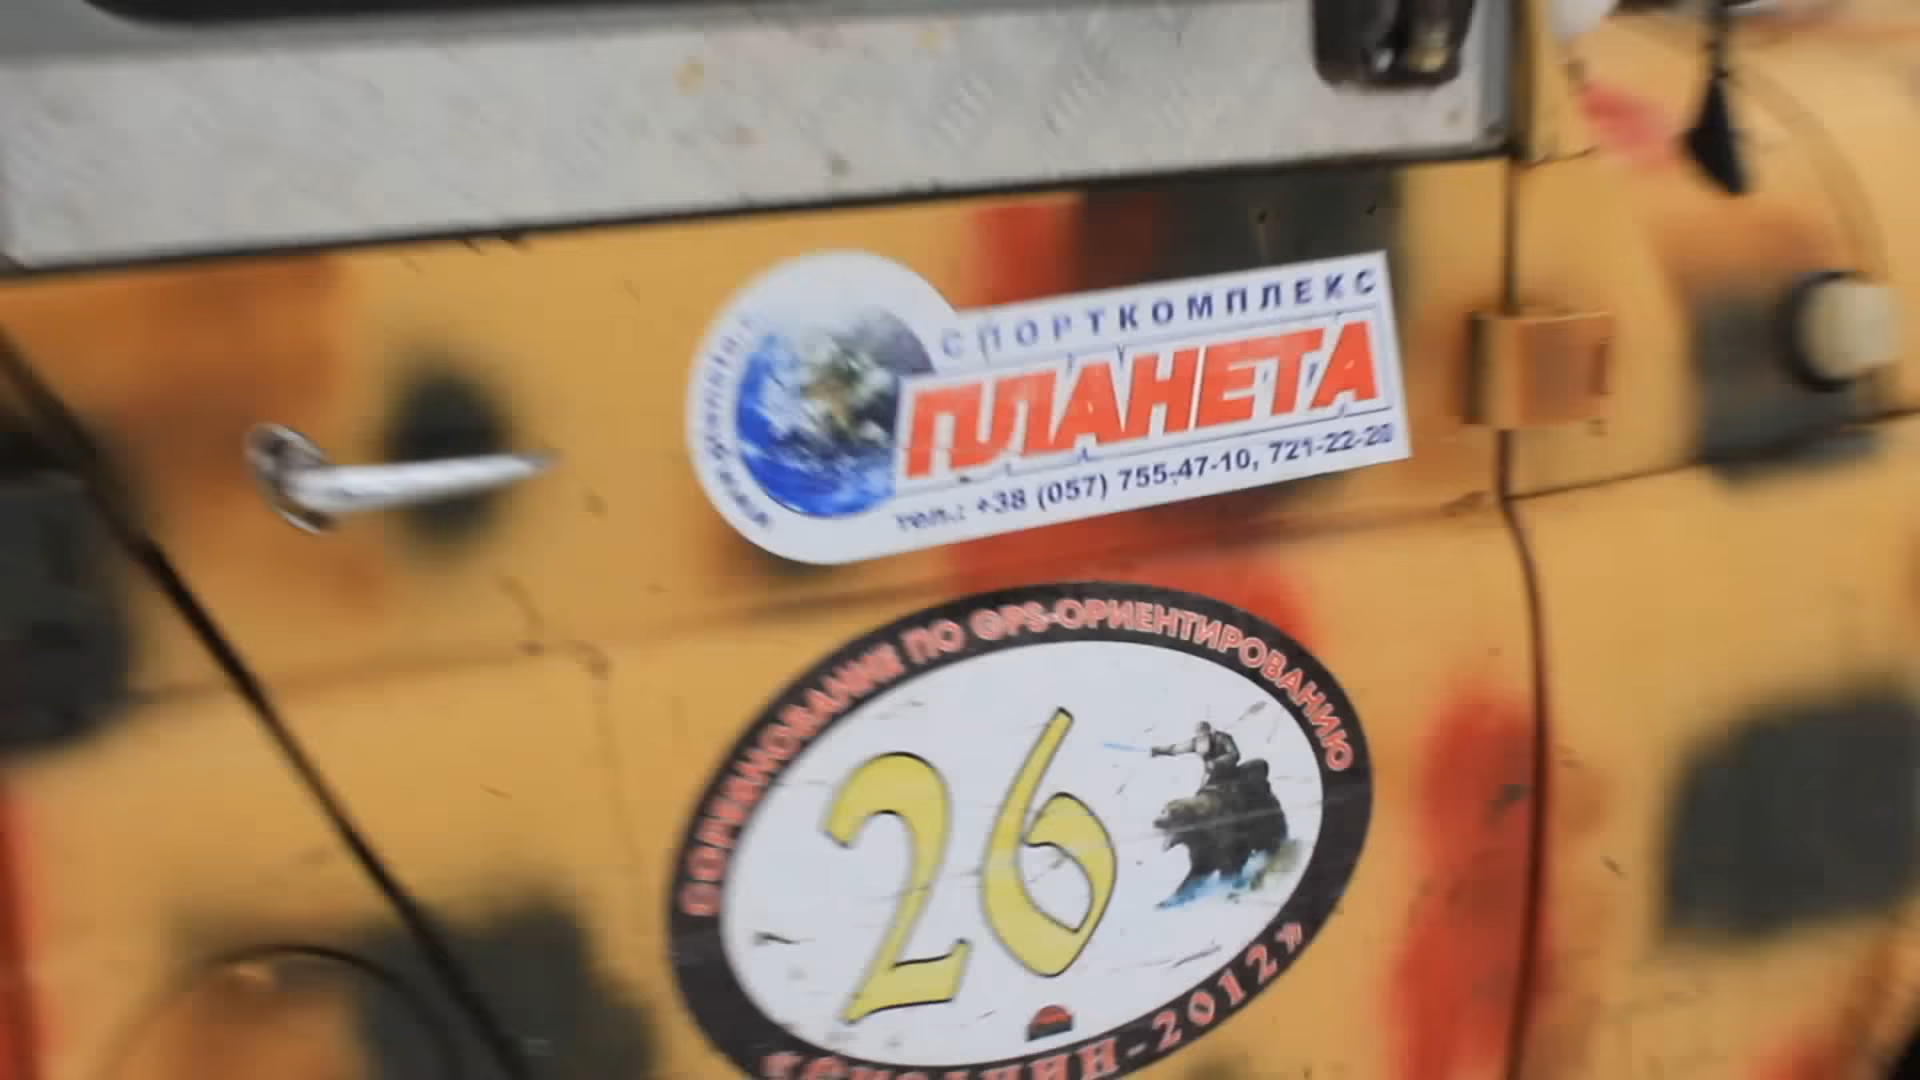 СПОРТКОМПЛЕКС
ПЛАНЕТА
тел.: +38 (057) 755-47-10, 721-22-20
СОРЕВНОВАНИЕ ПО GPS-ОРИЕНТИРОВАНИЮ
26
-2012»